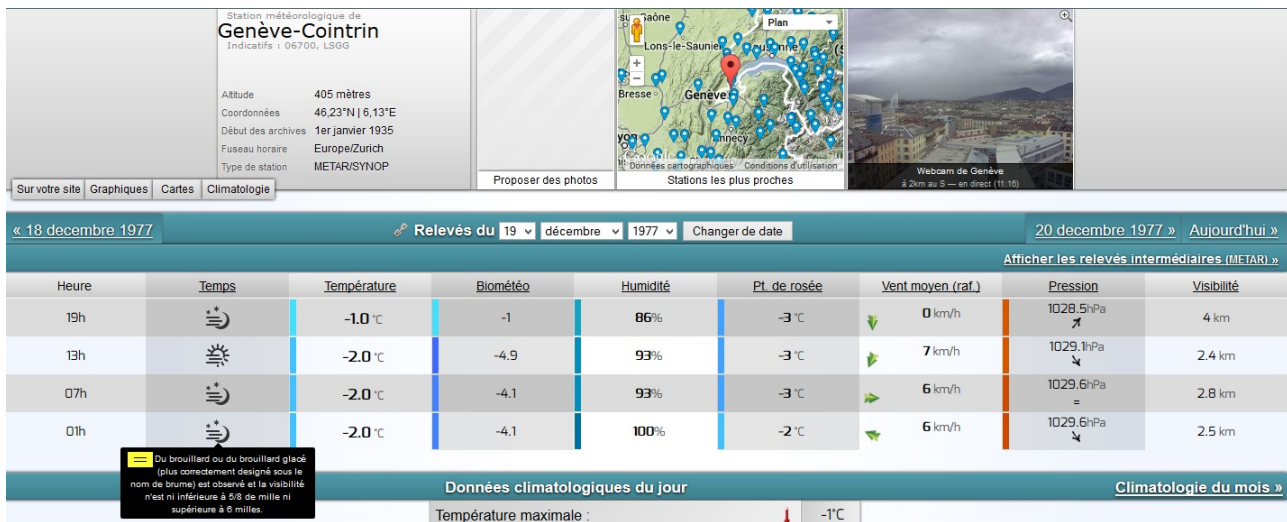 Station météorologique de
Genève-Cointrin
Indicatifs : 06700, LSGG
Altitude 405 mètres
Coordonnées 46,23°N | 6,13°E
Début des archives 1er janvier 1935
Fuseau horaire Europe/Zurich
Type de station METAR/SYNOP
Sur votre site Graphiques Cartes Climatologie
Proposer des photos
Plan
Saône
Lons-le-Saunier
Bresse
Genève
Annecy
Données cartographiques Conditions d'utilisation
Stations les plus proches
Webcam de Genève
à 2km au S — en direct (11:16)
« 18 decembre 1977 Relevés du 19 décembre 1977 Changer de date 20 decembre 1977 » Aujourd'hui »
Afficher les relevés intermédiaires (METAR) »
Heure Temps Température Biométéo Humidité Pt. de rosée Vent moyen (raf.) Pression Visibilité
19h -1.0 °C -1 86% -3 °C 0 km/h 1028.5hPa 4 km
13h -2.0 °C -4.9 93% -3 °C 7 km/h 1029.1hPa 2.4 km
07h -2.0 °C -4.1 93% -3 °C 6 km/h 1029.6hPa = 2.8 km
01h -2.0 °C -4.1 100% -2 °C 6 km/h 1029.6hPa 2.5 km
Du brouillard ou du brouillard glacé
(plus correctement designé sous le
nom de brume) est observé et la visibilité
n'est ni inférieure à 5/8 de mille ni
supérieure à 6 milles.
Données climatologiques du jour Climatologie du mois »
Température maximale : -1°C